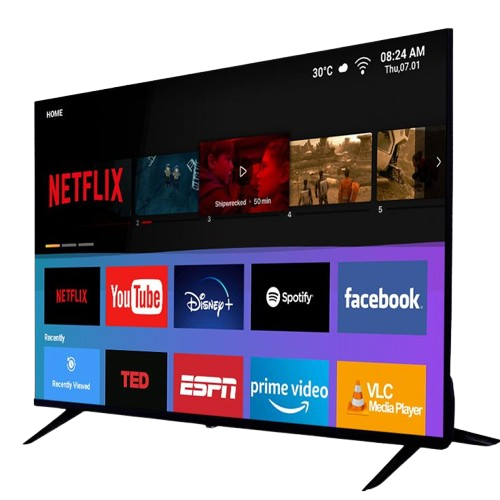 08:24 AM
30°C
Thu,07.01
HOME
NETFLIX
Shipwrecked • 50 min
2
3
4
5
NETFLIX
YouTube
Disney+
Spotify
facebook
Recently
Recently Viewed
TED
ESPN
prime video
VLC
Media Player